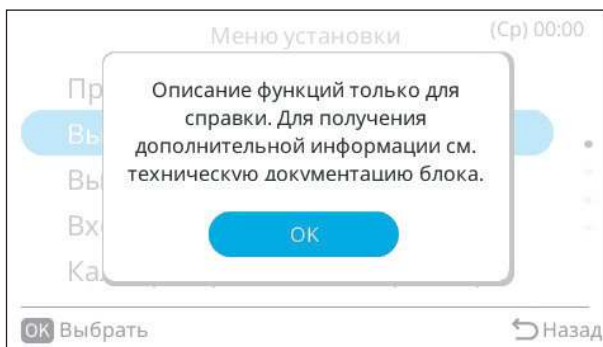 Меню установки
(Ср) 00:00
Описание функций только для
справки. Для получения
дополнительной информации см.
техническую документацию блока.
OK
OK Выбрать
Назад